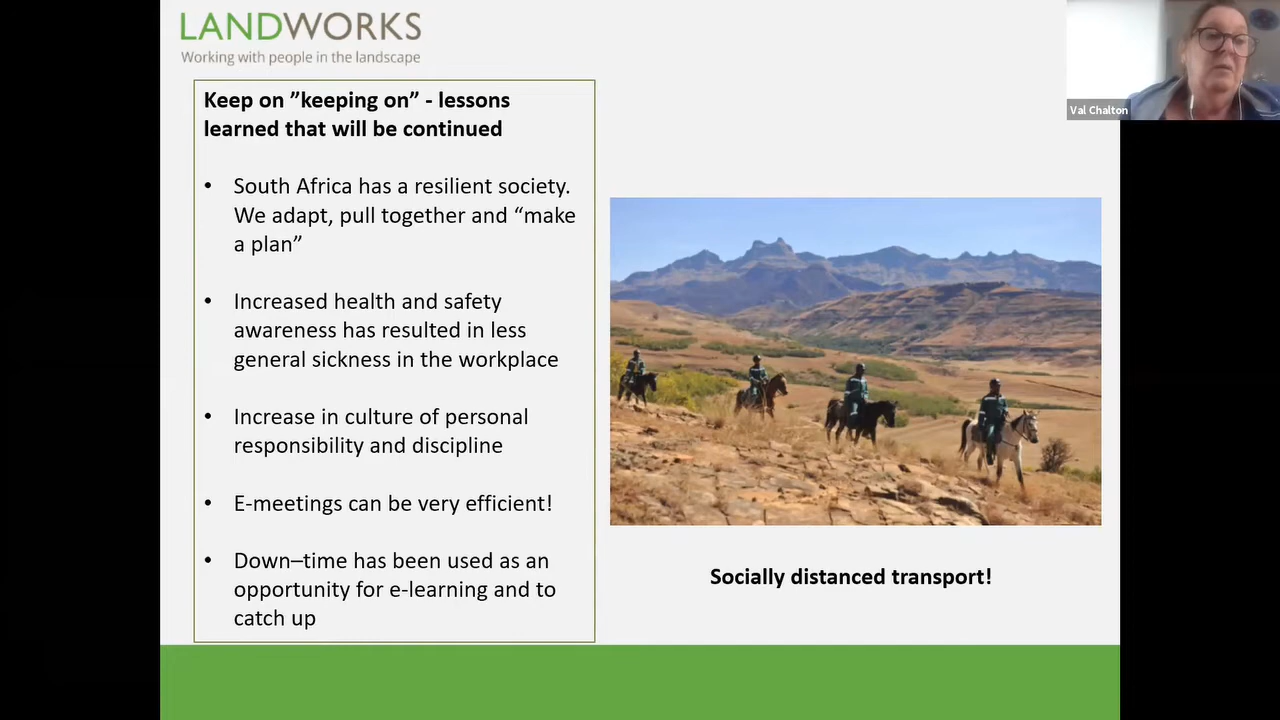 LANDWORKS
Working with people in the landscape
Val Chalton
Keep on ”keeping on” - lessons
learned that will be continued
• South Africa has a resilient society.
We adapt, pull together and “make
a plan”
• Increased health and safety
awareness has resulted in less
general sickness in the workplace
• Increase in culture of personal
responsibility and discipline
• E-meetings can be very efficient!
• Down–time has been used as an
opportunity for e-learning and to
catch up
Socially distanced transport!